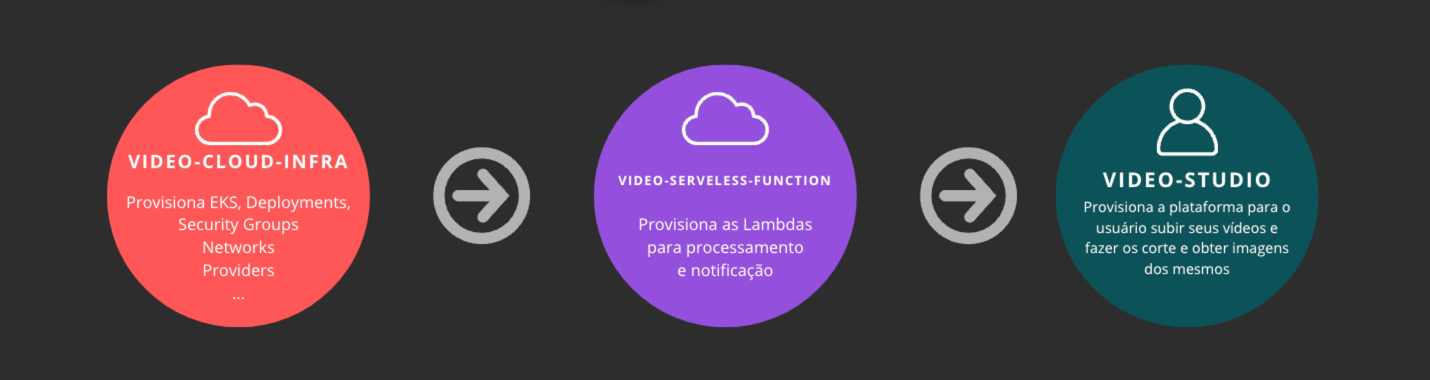 VIDEO-CLOUD-INFRA
Provisiona EKS, Deployments,
Security Groups
Networks
Providers
...
VIDEO-SERVELESS-FUNCTION
Provisiona as Lambdas
para processamento
e notificação
VIDEO-STUDIO
Provisiona a plataforma para o
usuário subir seus vídeos e
fazer os corte e obter imagens
dos mesmos